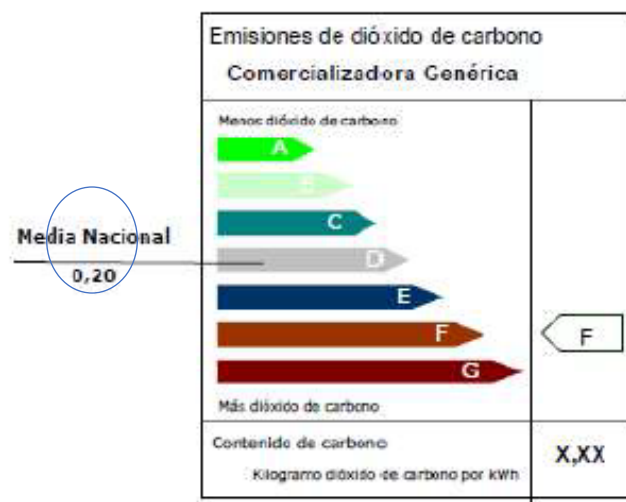 Emisiones de dióxido de carbono
Comercializadora Genérica
Menos dióxido de carbono
A
B
C
Media Nacional
0,20
D
E
F
F
G
Más dióxido de carbono
Contenido de carbono
Kilogramo dióxido de carbono por kWh
X,XX